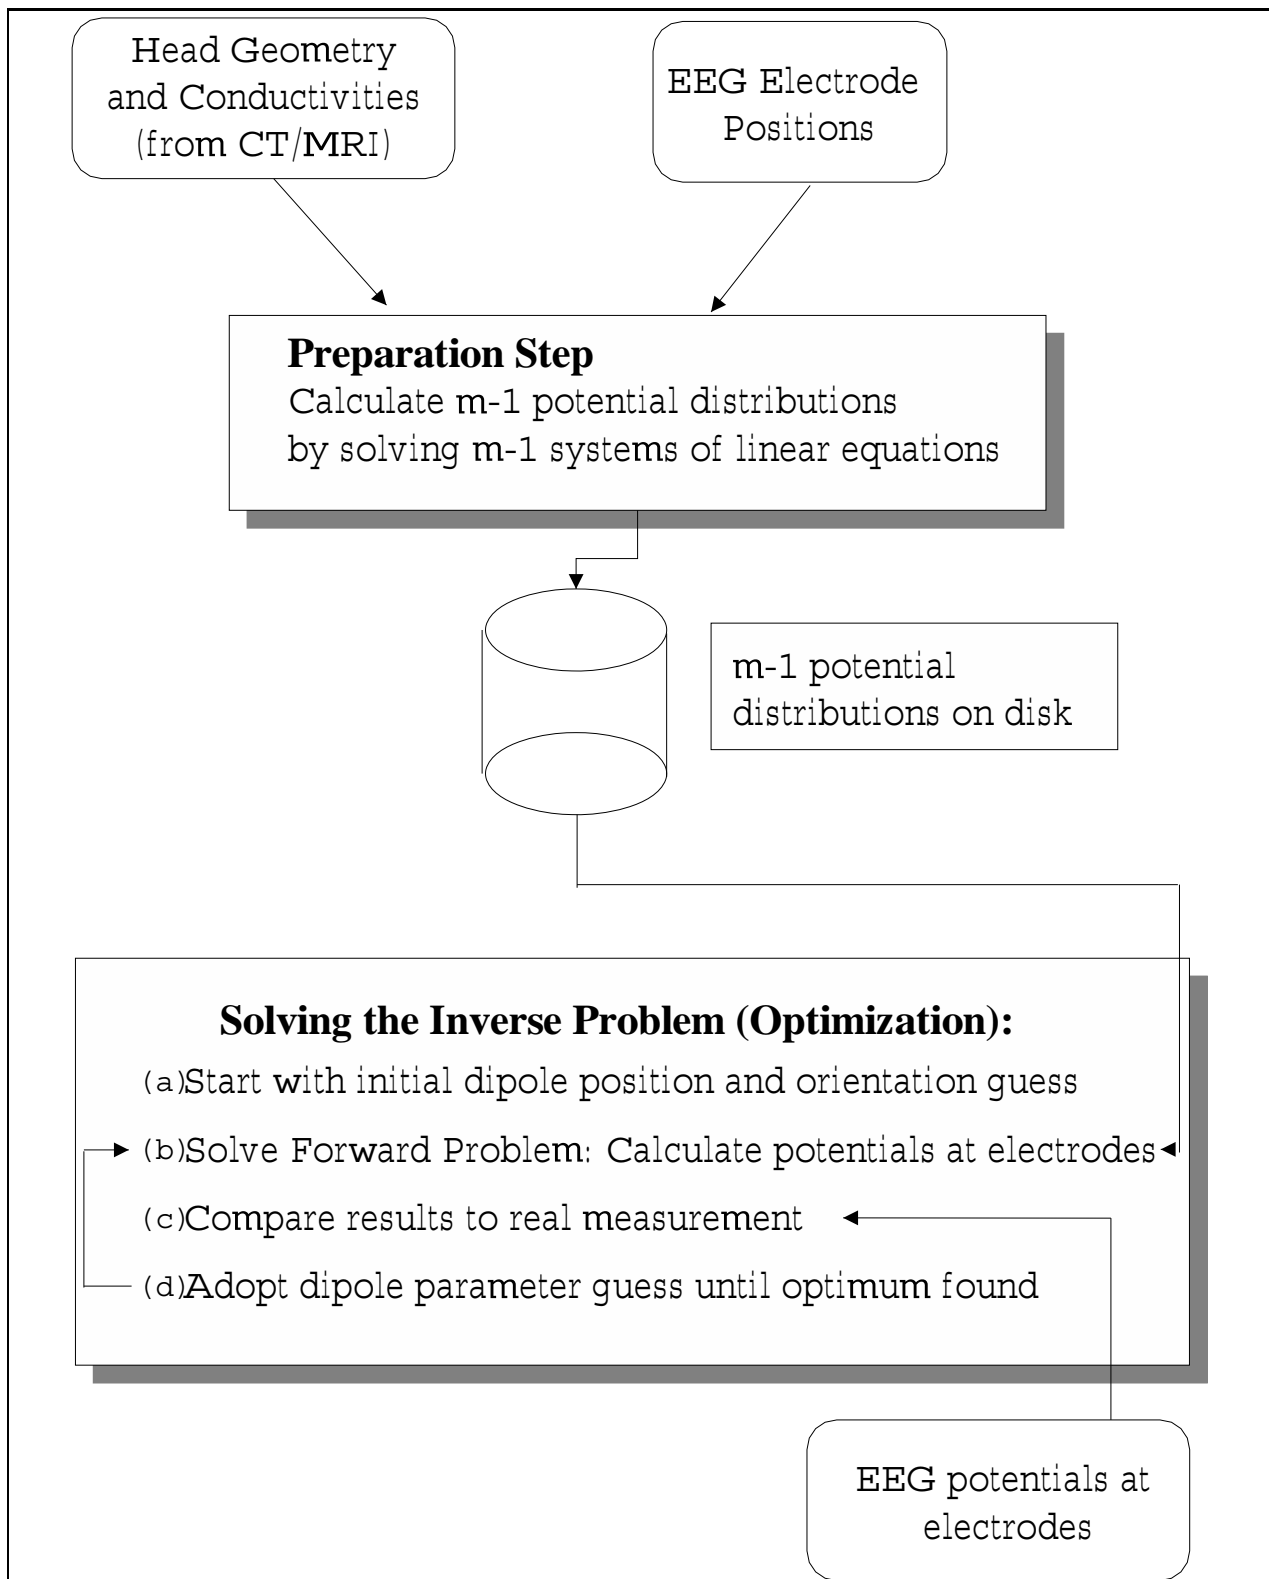 Head Geometry
and Conductivities
(from CT/MRI)
EEG Electrode
Positions
Preparation Step
Calculate m-1 potential distributions
by solving m-1 systems of linear equations
m-1 potential
distributions on disk
Solving the Inverse Problem (Optimization):
(a)Start with initial dipole position and orientation guess
(b)Solve Forward Problem: Calculate potentials at electrodes
(c)Compare results to real measurement
(d)Adopt dipole parameter guess until optimum found
EEG potentials at
electrodes